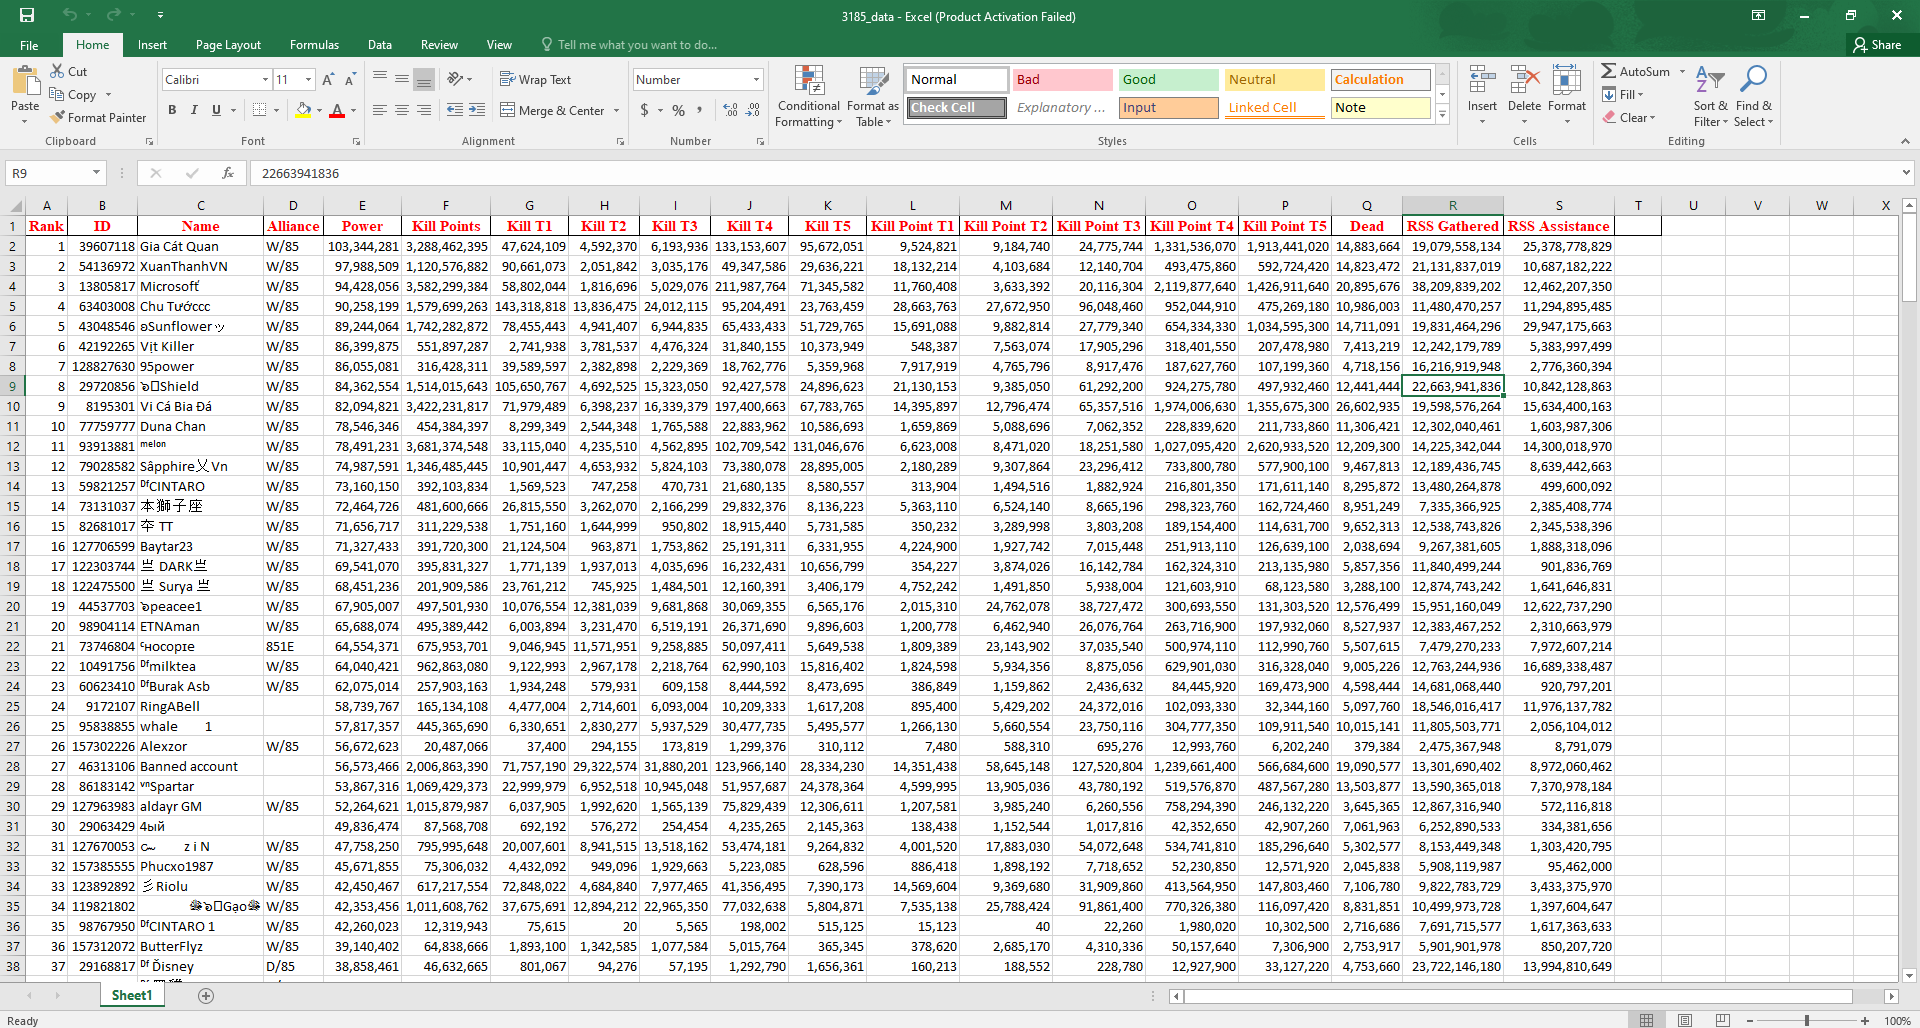 3185_data - Excel (Product Activation Failed)
File Home Insert Page Layout Formulas Data Review View Tell me what you want to do... Share
Cut Copy Format Painter Paste
Calibri 11 Wrap Text Merge & Center Number
B I U $ % ,
Conditional Formatting Format as Table
Normal Bad Good Neutral Calculation
Check Cell Explanatory ... Input Linked Cell Note
Insert Delete Format AutoSum Fill Clear Sort & Filter Find & Select
Clipboard Font Alignment Number Styles Cells Editing
R9 fx 22663941836
A B C D E F G H I J K L M N O P Q R S T U V W X
1 Rank ID Name Alliance Power Kill Points Kill T1 Kill T2 Kill T3 Kill T4 Kill T5 Kill Point T1 Kill Point T2 Kill Point T3 Kill Point T4 Kill Point T5 Dead RSS Gathered RSS Assistance
2 1 39607118 Gia Cát Quan W/85 103,344,281 3,288,462,395 47,624,109 4,592,370 6,193,936 133,153,607 95,672,051 9,524,821 9,184,740 24,775,744 1,331,536,070 1,913,441,020 14,883,664 19,079,558,134 25,378,778,829
3 2 54136972 XuanThanhVN W/85 97,988,509 1,120,576,882 90,661,073 2,051,842 3,035,176 49,347,586 29,636,221 18,132,214 4,103,684 12,140,704 493,475,860 592,724,420 14,823,472 21,131,837,019 10,687,182,222
4 3 13805817 Microsoft W/85 94,428,056 3,582,299,384 58,802,044 1,816,696 5,029,076 211,987,764 71,345,582 11,760,408 3,633,392 20,116,304 2,119,877,640 1,426,911,640 20,895,676 38,209,839,202 12,462,207,350
5 4 63403008 Chu Tướccc W/85 90,258,199 1,579,699,263 143,318,818 13,836,475 24,012,115 95,204,491 23,763,459 28,663,763 27,672,950 96,048,460 952,044,910 475,269,180 10,986,003 11,480,470,257 11,294,895,485
6 5 43048546 ʚSunflowerッ W/85 89,244,064 1,742,282,872 78,455,443 4,941,407 6,944,835 65,433,433 51,729,765 15,691,088 9,882,814 27,779,340 654,334,330 1,034,595,300 14,711,091 19,831,464,296 29,947,175,663
7 6 42192265 Vịt Killer W/85 86,399,875 551,897,287 2,741,938 3,781,537 4,476,324 31,840,155 10,373,949 548,387 7,563,074 17,905,296 318,401,550 207,478,980 7,413,219 12,242,179,789 5,383,997,499
8 7 128827630 95power W/85 86,055,081 316,428,311 39,589,597 2,382,898 2,229,369 18,762,776 5,359,968 7,917,919 4,765,796 8,917,476 187,627,760 107,199,360 4,718,156 16,216,919,948 2,776,360,394
9 8 29720856 Shield W/85 84,362,554 1,514,015,643 105,650,767 4,692,525 15,323,050 92,427,578 24,896,623 21,130,153 9,385,050 61,292,200 924,275,780 497,932,460 12,441,444 22,663,941,836 10,842,128,863
10 9 8195301 Vi Cá Bia Đá W/85 82,094,821 3,422,231,817 71,979,489 6,398,237 16,339,379 197,400,663 67,783,765 14,395,897 12,796,474 65,357,516 1,974,006,630 1,355,675,300 26,602,935 19,598,576,264 15,634,400,163
11 10 77759777 Duna Chan W/85 78,546,346 454,384,397 8,299,349 2,544,348 1,765,588 22,883,962 10,586,693 1,659,869 5,088,696 7,062,352 228,839,620 211,733,860 11,306,421 12,302,040,461 1,603,987,306
12 11 93913881 ᵐᵉˡᵒⁿ W/85 78,491,231 3,681,374,548 33,115,040 4,235,510 4,562,895 102,709,542 131,046,676 6,623,008 8,471,020 18,251,580 1,027,095,420 2,620,933,520 12,209,300 14,225,342,044 14,300,018,970
13 12 79028582 Sâpphire乂Vn W/85 74,987,591 1,346,485,445 10,901,447 4,653,932 5,824,103 73,380,078 28,895,005 2,180,289 9,307,864 23,296,412 733,800,780 577,900,100 9,467,813 12,189,436,745 8,639,442,663
14 13 59821257 ᴰᶠCINTARO W/85 73,160,150 392,103,834 1,569,523 747,258 470,731 21,680,135 8,580,557 313,904 1,494,516 1,882,924 216,801,350 171,611,140 8,295,872 13,480,264,878 499,600,092
15 14 73131037 本獅子座 W/85 72,464,726 481,600,666 26,815,550 3,262,070 2,166,299 29,832,376 8,136,223 5,363,110 6,524,140 8,665,196 298,323,760 162,724,460 8,951,249 7,335,366,925 2,385,408,774
16 15 82681017 夲 TT W/85 71,656,717 311,229,538 1,751,160 1,644,999 950,802 18,915,440 5,731,585 350,232 3,289,998 3,803,208 189,154,400 114,631,700 9,652,313 12,538,743,826 2,345,538,396
17 16 127706599 Baytar23 W/85 71,327,433 391,720,300 21,124,504 963,871 1,753,862 25,191,311 6,331,955 4,224,900 1,927,742 7,015,448 251,913,110 126,639,100 2,038,694 9,267,381,605 1,888,318,096
18 17 122303744 亗 DARK亗 W/85 69,541,070 395,831,327 1,771,139 1,937,013 4,035,696 16,232,431 10,656,799 354,227 3,874,026 16,142,784 162,324,310 213,135,980 5,857,356 11,840,499,244 901,836,769
19 18 122475500 亗 Surya 亗 W/85 68,451,236 201,909,586 23,761,212 745,925 1,484,501 12,160,391 3,406,179 4,752,242 1,491,850 5,938,004 121,603,910 68,123,580 3,288,100 12,874,743,242 1,641,646,831
20 19 44537703 ๖peacee1 W/85 67,905,007 497,501,930 10,076,554 12,381,039 9,681,868 30,069,355 6,565,176 2,015,310 24,762,078 38,727,472 300,693,550 131,303,520 12,576,499 15,951,160,049 12,622,737,290
21 20 98904114 ETNAman W/85 65,688,074 495,389,442 6,003,894 3,231,470 6,519,191 26,371,690 9,896,603 1,200,778 6,462,940 26,076,764 263,716,900 197,932,060 8,527,937 12,383,467,252 2,310,663,979
22 21 73746804 ᶜносорıе 851E 64,554,371 675,953,701 9,046,945 11,571,951 9,258,885 50,097,411 5,649,538 1,809,389 23,143,902 37,035,540 500,974,110 112,990,760 5,507,615 7,479,270,233 7,972,607,214
23 22 10491756 ᴰᶠmilktea W/85 64,040,421 962,863,080 9,122,993 2,967,178 2,218,764 62,990,103 15,816,402 1,824,598 5,934,356 8,875,056 629,901,030 316,328,040 9,005,226 12,763,244,936 16,689,338,487
24 23 60623410 ᴰᶠBurak Asb W/85 62,075,014 257,903,163 1,934,248 579,931 609,158 8,444,592 8,473,695 386,849 1,159,862 2,436,632 84,445,920 169,473,900 4,598,444 14,681,068,440 920,797,201
25 24 9172107 RingABell 58,739,767 165,134,108 4,477,004 2,714,601 6,093,004 10,209,333 1,617,208 895,400 5,429,202 24,372,016 102,093,330 32,344,160 5,097,760 18,546,016,417 11,976,137,782
26 25 95838855 whale 1 57,817,357 445,365,690 6,330,651 2,830,277 5,937,529 30,477,735 5,495,577 1,266,130 5,660,554 23,750,116 304,777,350 109,911,540 10,015,141 11,805,503,771 2,056,104,012
27 26 157302226 Alexzor W/85 56,672,623 20,487,066 37,400 294,155 173,819 1,299,376 310,112 7,480 588,310 695,276 12,993,760 6,202,240 379,384 2,475,367,948 8,791,079
28 27 46313106 Banned account 56,573,466 2,006,863,390 71,757,190 29,322,574 31,880,201 123,966,140 28,334,230 14,351,438 58,645,148 127,520,804 1,239,661,400 566,684,600 19,090,577 13,301,690,402 8,972,060,462
29 28 86183142 ᵛⁿSpartar 53,867,316 1,069,429,373 22,999,979 6,952,518 10,945,048 51,957,687 24,378,364 4,599,995 13,905,036 43,780,192 519,576,870 487,567,280 13,503,877 13,590,365,018 7,370,978,184
30 29 127963983 aldayr GM W/85 52,264,621 1,015,879,987 6,037,905 1,992,620 1,565,139 75,829,439 12,306,611 1,207,581 3,985,240 6,260,556 758,294,390 246,132,220 3,645,365 12,867,316,940 572,116,818
31 30 29063429 4ый 49,836,474 87,568,708 692,192 576,272 254,454 4,235,265 2,145,363 138,438 1,152,544 1,017,816 42,352,650 42,907,260 7,061,963 6,252,890,533 334,381,656
32 31 127670053 z i N W/85 47,758,250 795,995,648 20,007,601 8,941,515 13,518,162 53,474,181 9,264,832 4,001,520 17,883,030 54,072,648 534,741,810 185,296,640 5,302,577 8,153,449,348 1,303,420,795
33 32 157385555 Phucxo1987 W/85 45,671,855 75,306,032 4,432,092 949,096 1,929,663 5,223,085 628,596 886,418 1,898,192 7,718,652 52,230,850 12,571,920 2,045,838 5,908,119,987 95,462,000
34 33 123892892 彡Riolu W/85 42,450,467 617,217,554 72,848,022 4,684,840 7,977,465 41,356,495 7,390,173 14,569,604 9,369,680 31,909,860 413,564,950 147,803,460 7,106,780 9,822,783,729 3,433,375,970
35 34 119821802 Gạo W/85 42,353,456 1,011,608,762 37,675,691 12,894,212 22,965,350 77,032,638 5,804,871 7,535,138 25,788,424 91,861,400 770,326,380 116,097,420 8,831,851 10,499,973,728 1,397,604,647
36 35 98767950 ᴰᶠCINTARO 1 W/85 42,260,023 12,319,943 75,615 20 5,565 198,002 515,125 15,123 40 22,260 1,980,020 10,302,500 2,716,686 7,691,715,577 1,617,363,633
37 36 157312072 ButterFlyz W/85 39,140,402 64,838,666 1,893,100 1,342,585 1,077,584 5,015,764 365,345 378,620 2,685,170 4,310,336 50,157,640 7,306,900 2,753,917 5,901,901,978 850,207,720
38 37 29168817 ᴰᶠ Ďisney D/85 38,858,461 46,632,665 801,067 94,276 57,195 1,292,790 1,656,361 160,213 188,552 228,780 12,927,900 33,127,220 4,753,660 23,722,146,180 13,994,810,649
Sheet1
Ready 100%